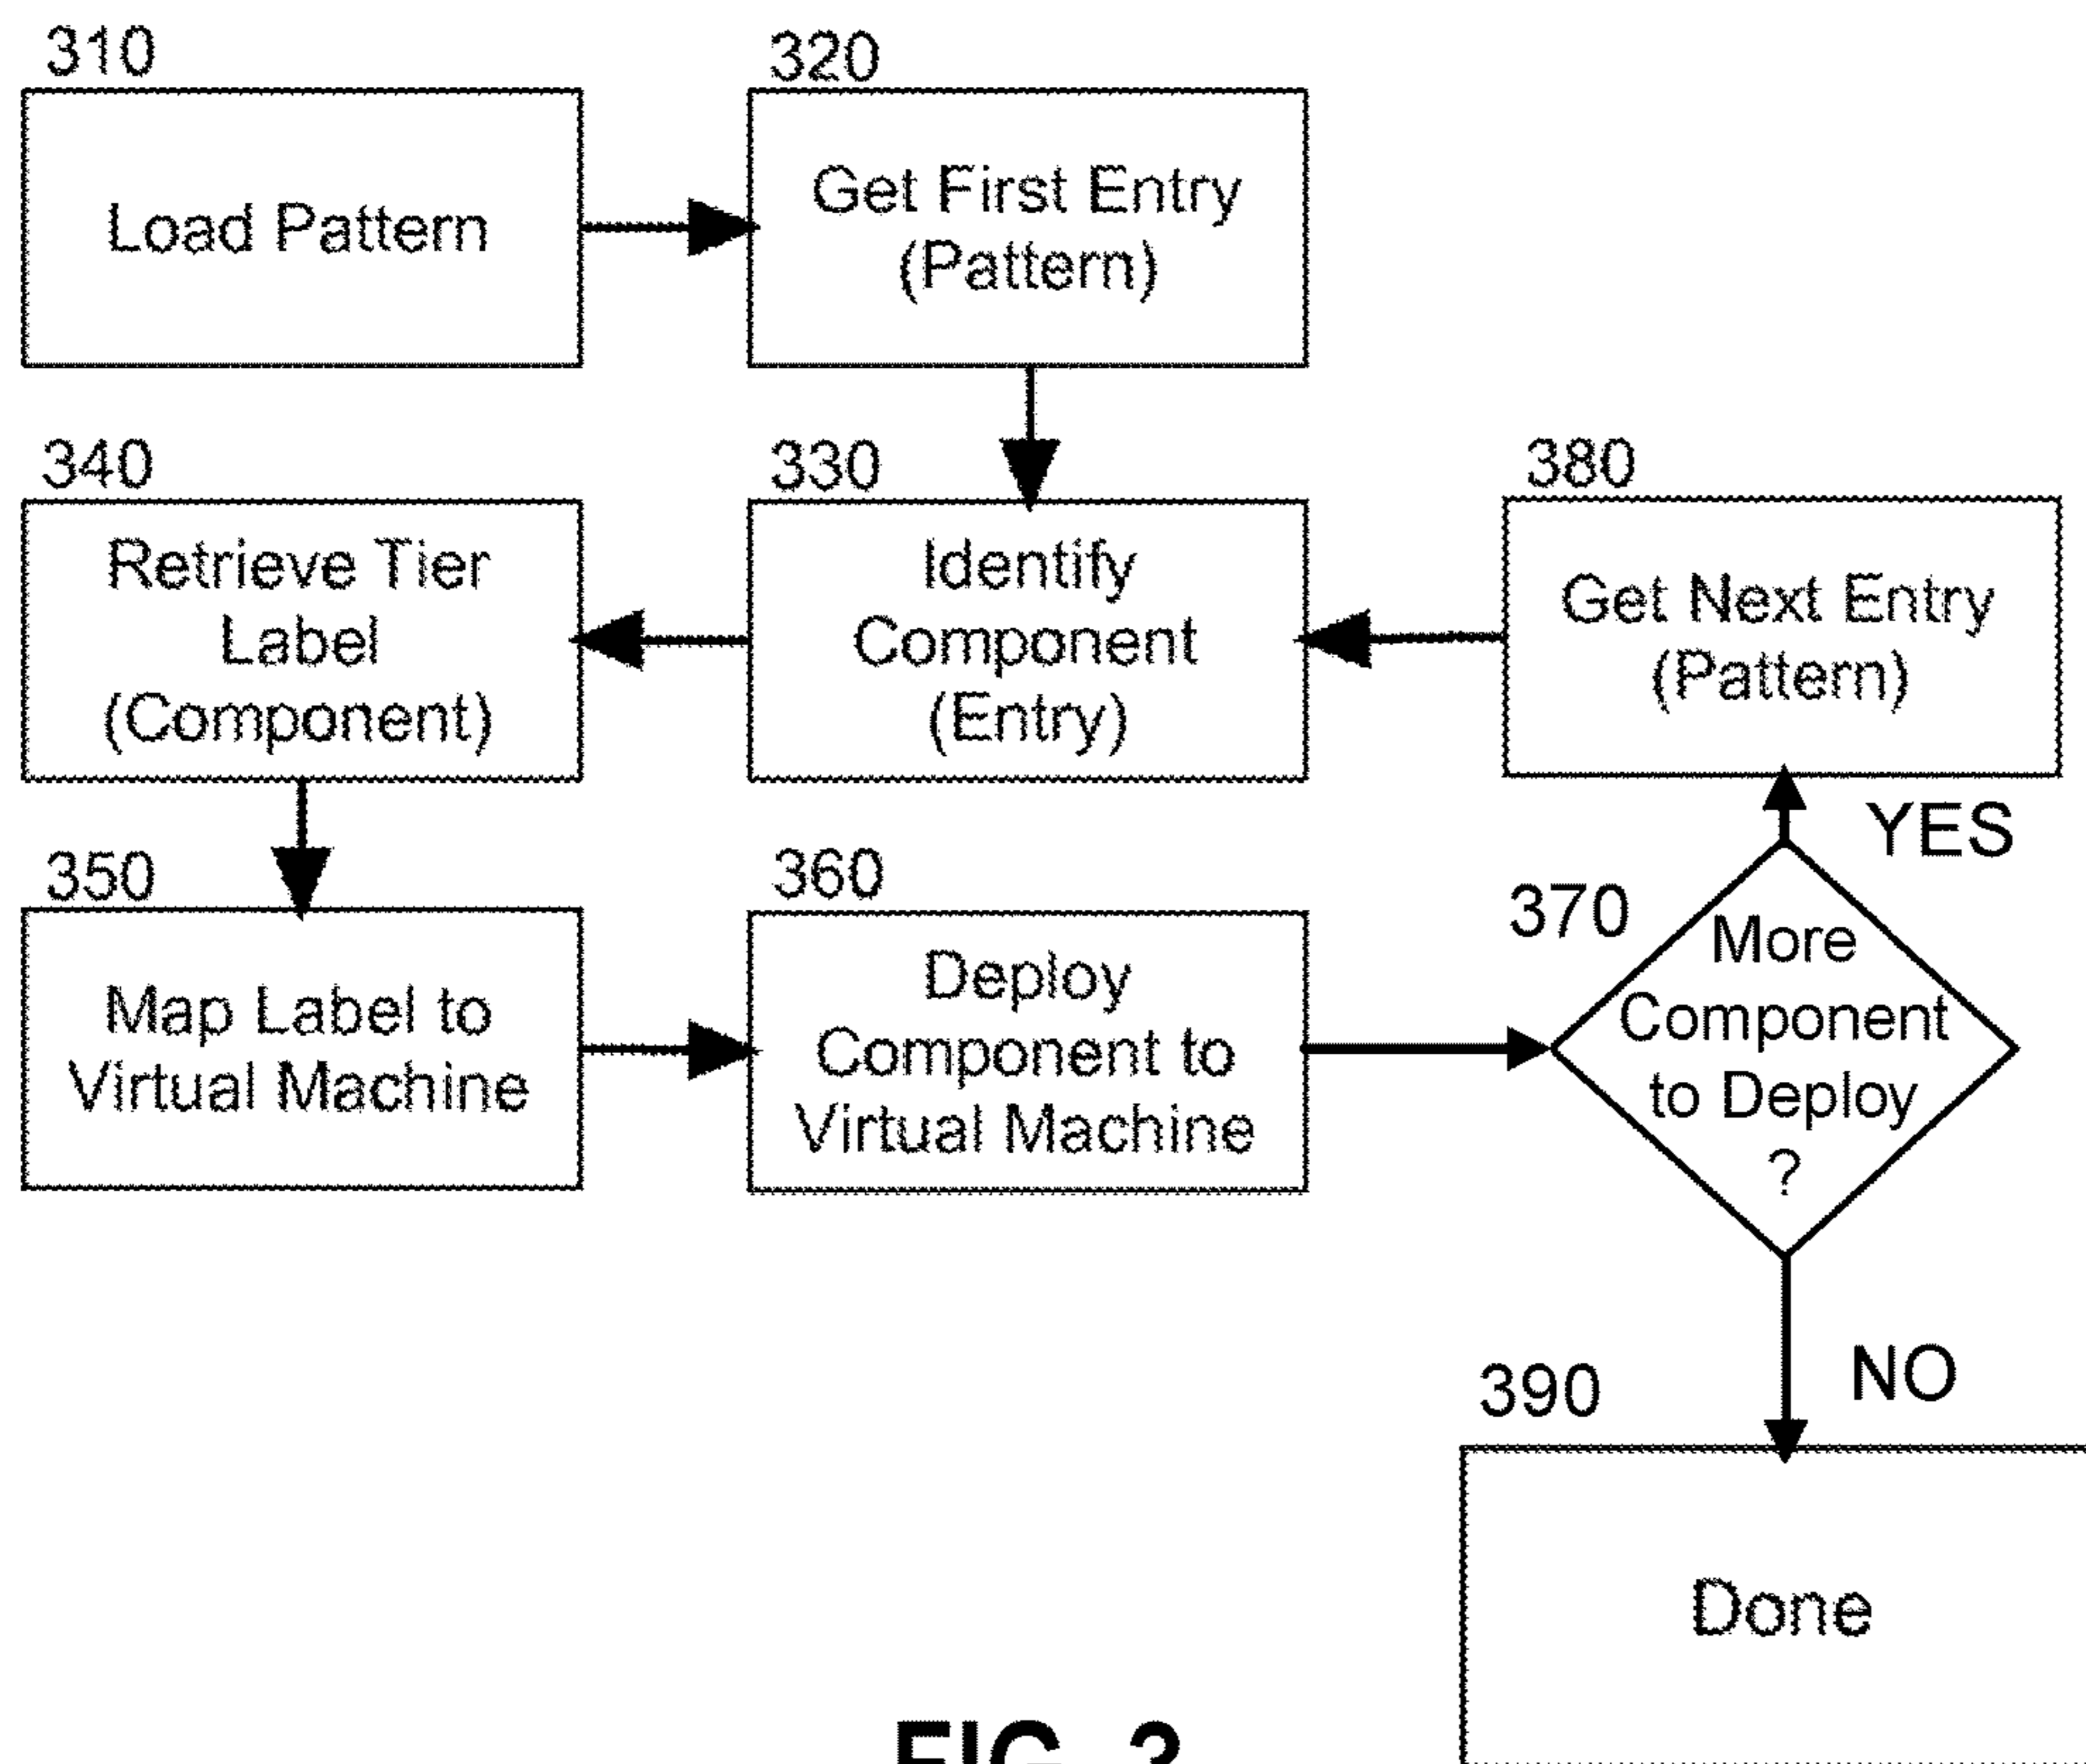 310
Load Pattern
320
Get First Entry
(Pattern)
340
Retrieve Tier
Label
(Component)
330
Identify
Component
(Entry)
380
Get Next Entry
(Pattern)
350
Map Label to
Virtual Machine
360
Deploy
Component to
Virtual Machine
370
More
Component
to Deploy
?
YES
NO
390
Done
FIG. 3